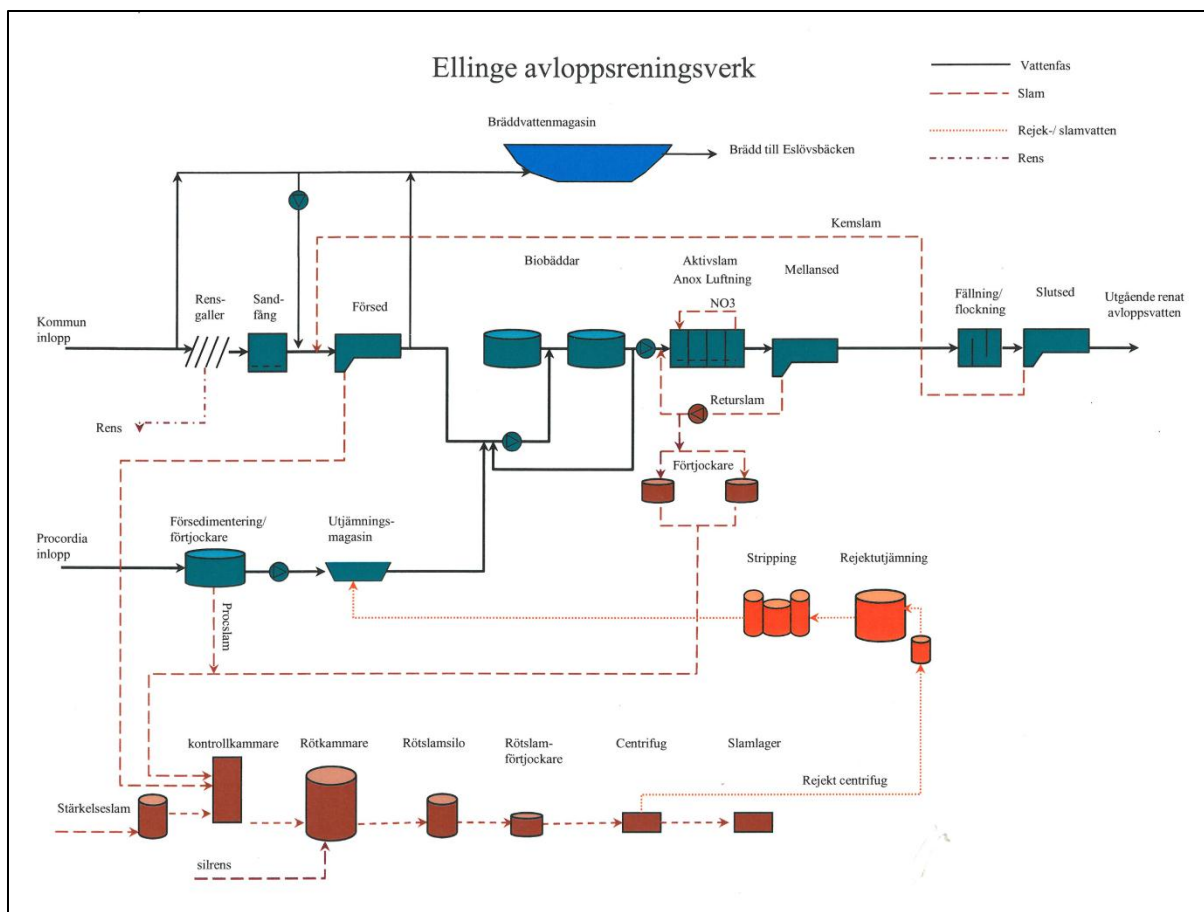 Ellinge avloppsreningsverk
Vattenfas
Slam
Rejek-/ slamvatten
Rens
Bräddvattenmagasin
Brädd till Eslövsbäcken
Kemslam
Biobäddar
Aktivslam
Anox Luftning
Mellansed
NO3
Rens-
galler
Sand-
fång
Försed
Fällning/
flockning
Slutsed
Utgående renat
avloppsvatten
Kommun
inlopp
Rens
Returslam
Förtjockare
Procordia
inlopp
Försedimentering/
förtjockare
Utjämnings-
magasin
Stripping
Rejektutjämning
Procslam
kontrollkammare
Rötkammare
Rötslamsilo
Rötslam-
förtjockare
Centrifug
Slamlager
Rejekt centrifug
Stärkelseslam
silrens